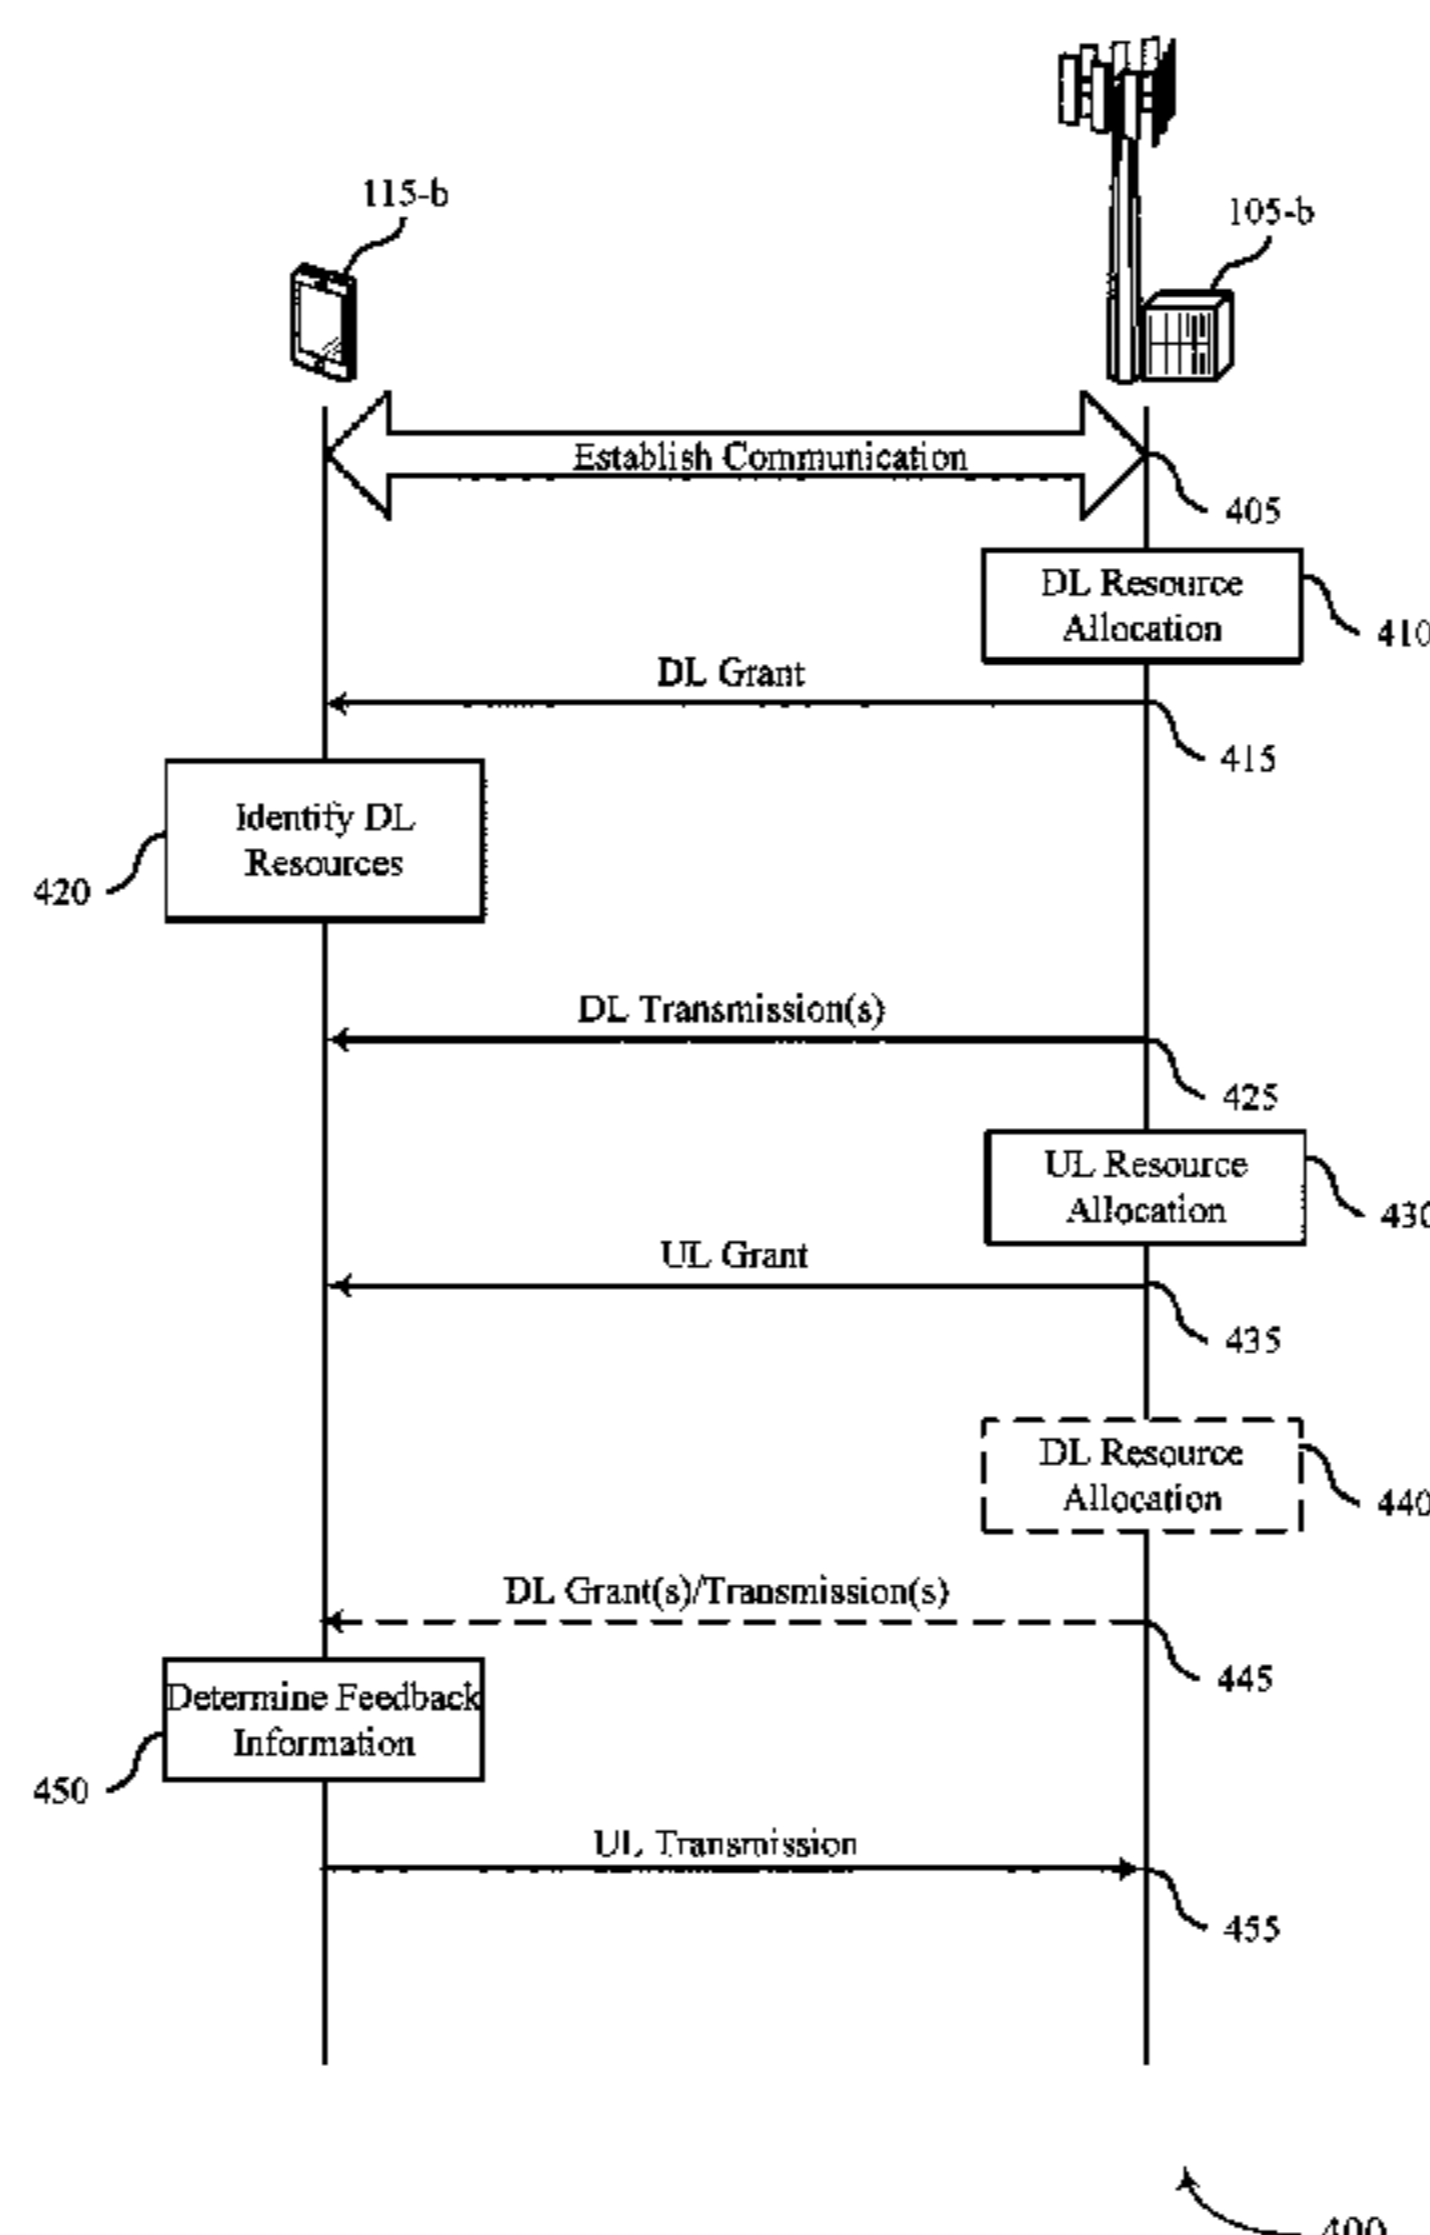 115-b
105-b
Establish Communication
405
DL Resource
Allocation
410
DL Grant
415
Identify DL
Resources
420
DL Transmission(s)
425
UL Resource
Allocation
430
UL Grant
435
DL Resource
Allocation
440
DL Grant(s)/Transmission(s)
445
Determine Feedback
Information
450
UL Transmission
455
400